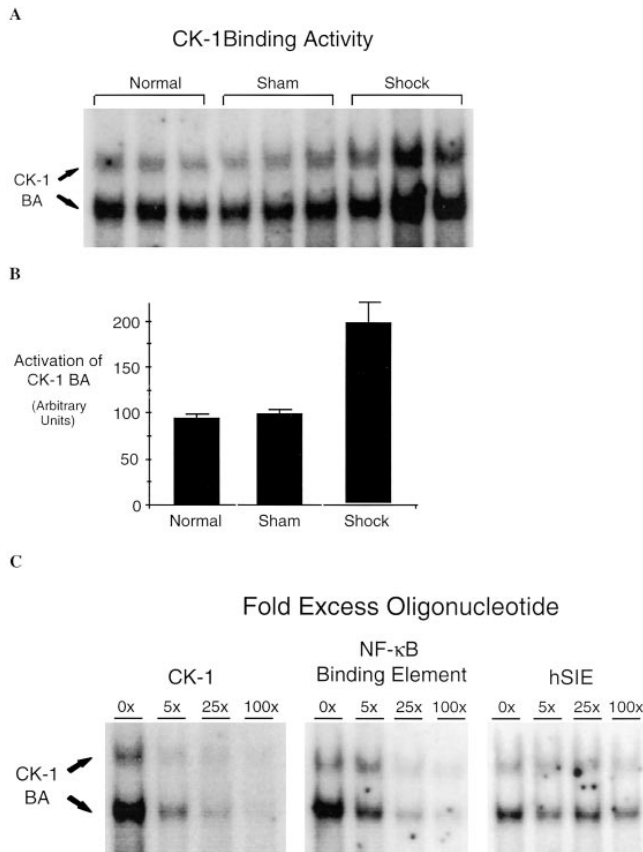 A
CK-1Binding Activity
Normal Sham Shock
CK-1
BA
B
200
150
100
50
0
Activation of
CK-1 BA
(Arbitrary
Units)
Normal Sham Shock
C
Fold Excess Oligonucleotide
CK-1
NF-κB
Binding Element
hSIE
0x 5x 25x 100x 0x 5x 25x 100x 0x 5x 25x 100x
CK-1
BA